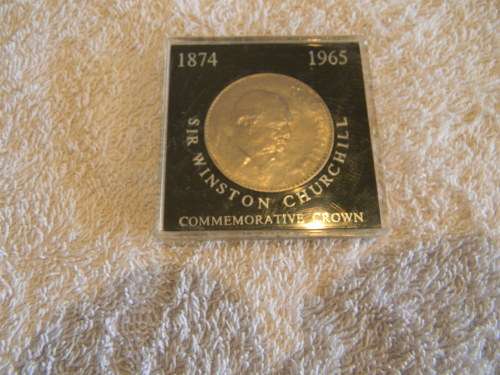 1874 1965
SIR WINSTON CHURCHILL
COMMEMORATIVE CROWN